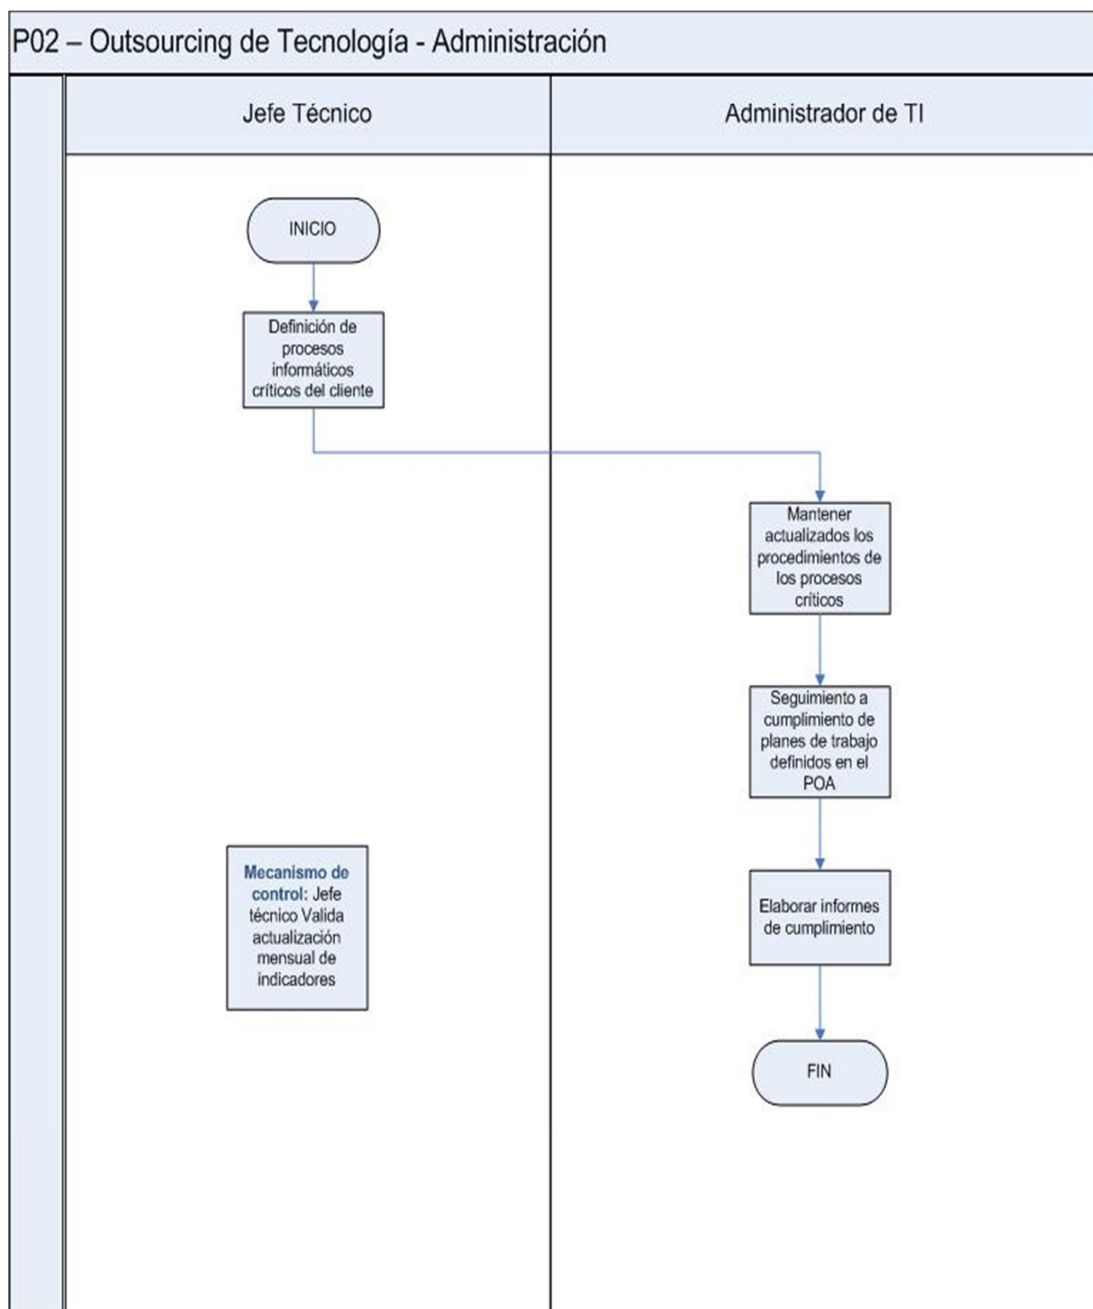 P02 – Outsourcing de Tecnología - Administración
Jefe Técnico
Administrador de TI
INICIO
Definición de
procesos
informáticos
críticos del cliente
Mantener
actualizados los
procedimientos de
los procesos
críticos
Seguimiento a
cumplimiento de
planes de trabajo
definidos en el
POA
Mecanismo de
control: Jefe
técnico Valida
actualización
mensual de
indicadores
Elaborar informes
de cumplimiento
FIN